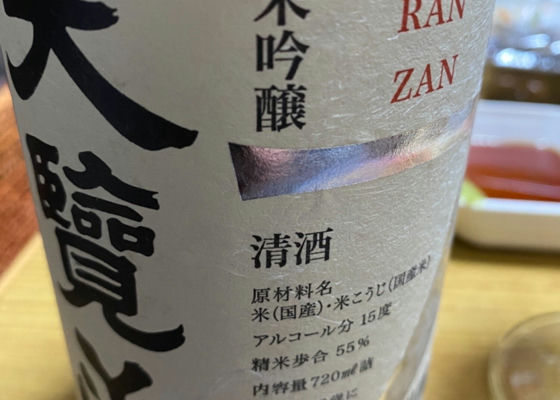 天覽
米吟醸
RAN
ZAN
清酒
原材料名
米(国産)・米こうじ(国産米)
アルコール分 15度
精米歩合 55%
内容量720ml詰